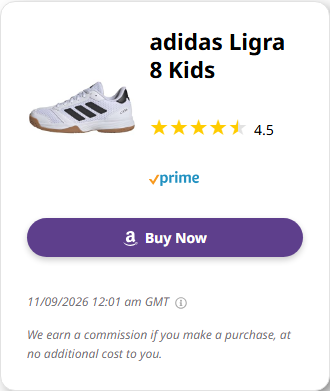 adidas Ligra
8 Kids
4.5
prime
Buy Now
11/09/2026 12:01 am GMT
We earn a commission if you make a purchase, at
no additional cost to you.